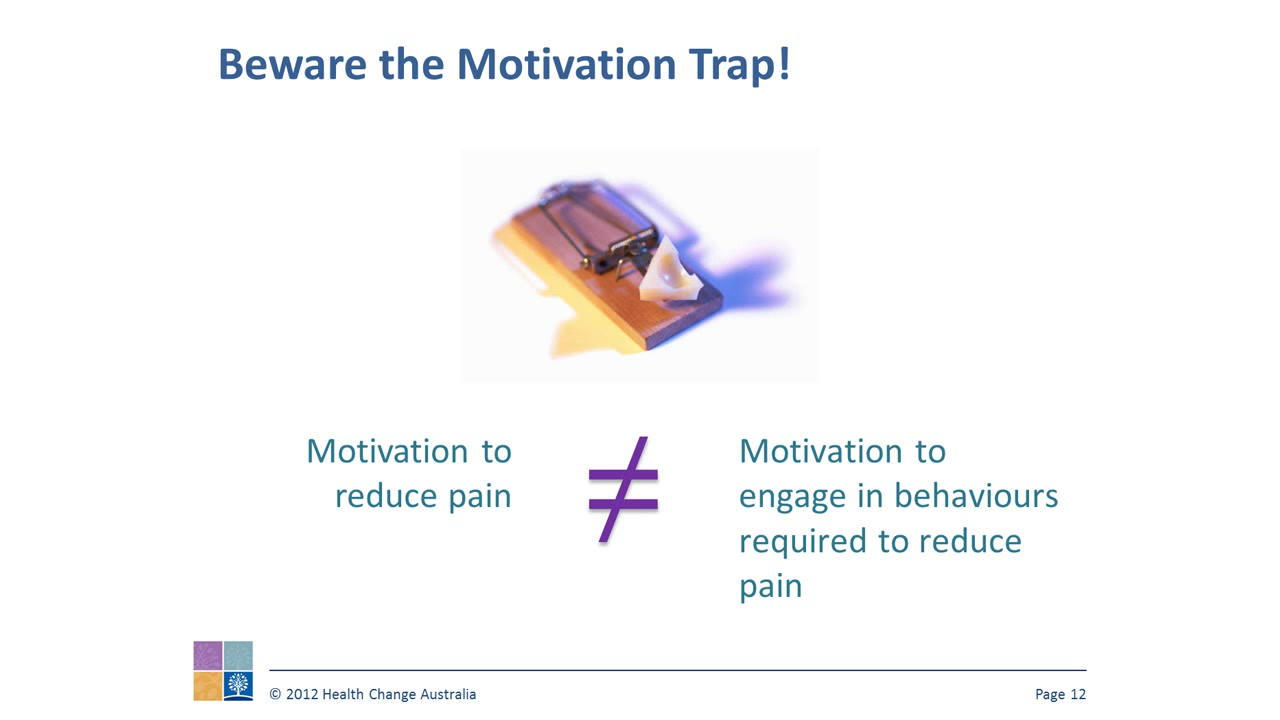 Beware the Motivation Trap!
Motivation to
reduce pain
≠
Motivation to
engage in behaviours
required to reduce
pain
© 2012 Health Change Australia
Page 12